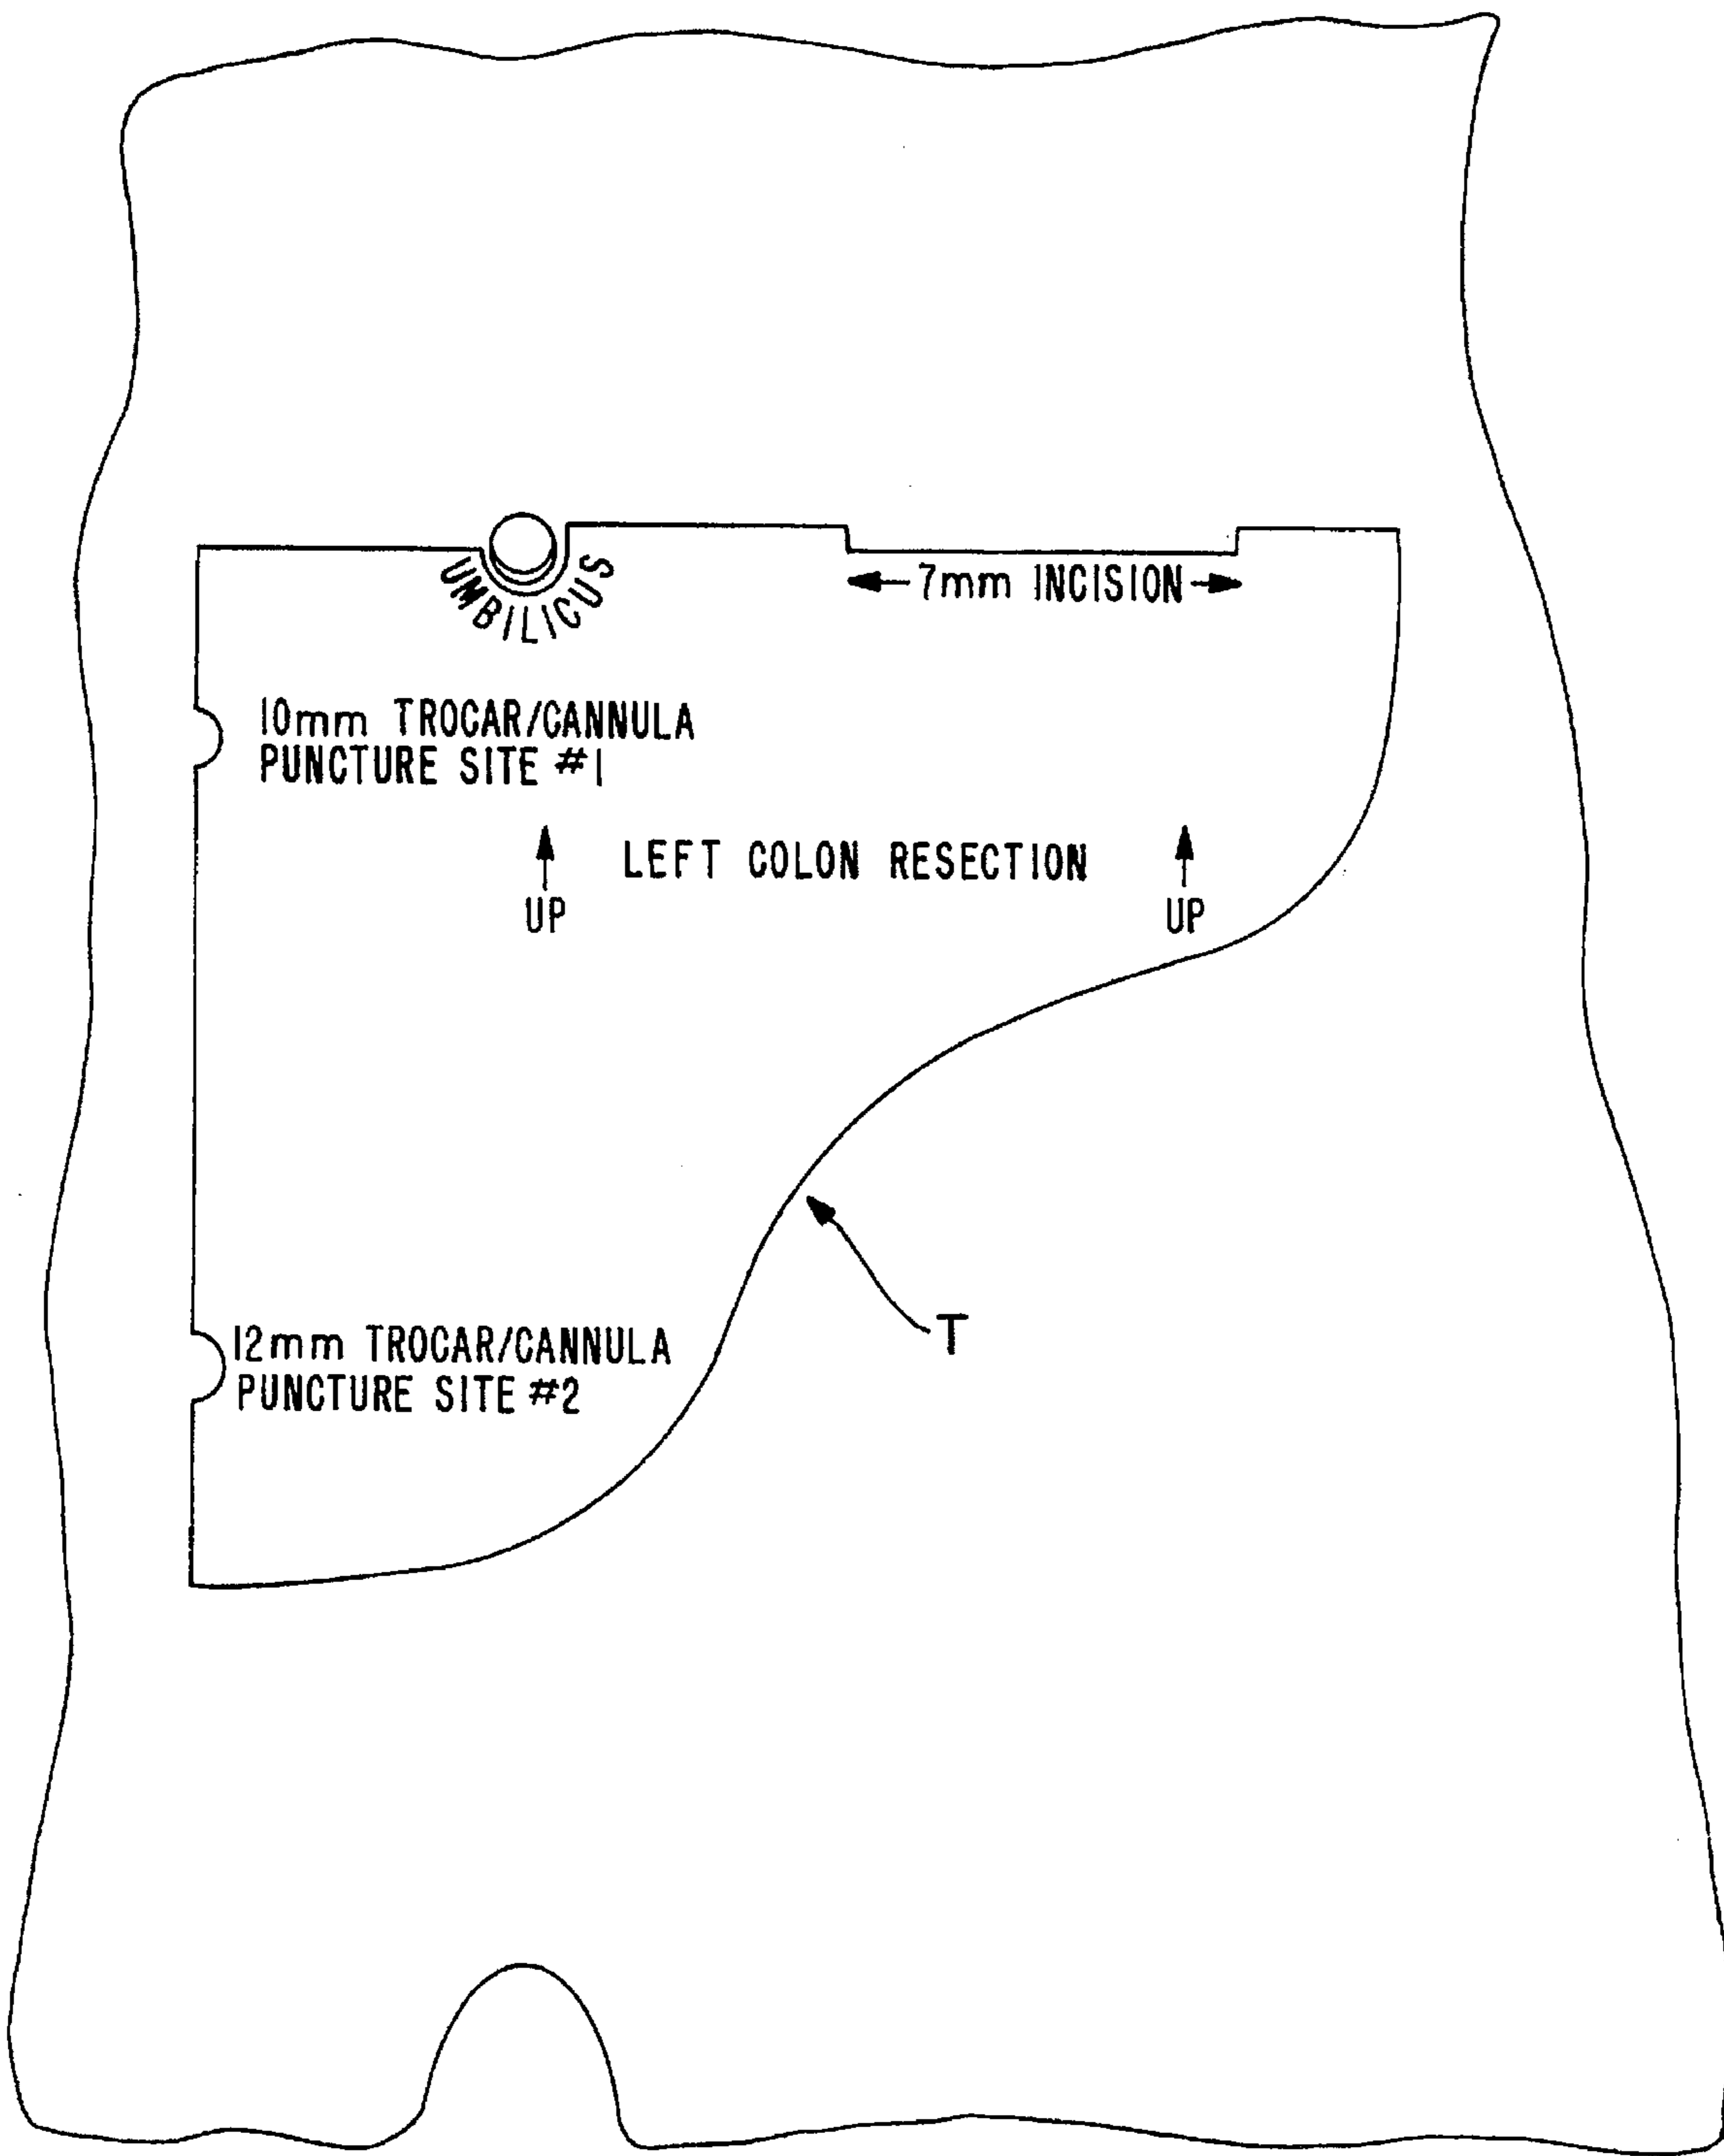 UMBILICUS
7mm INCISION
10mm TROCAR/CANNULA
PUNCTURE SITE #1
LEFT COLON RESECTION
UP
UP
T
12mm TROCAR/CANNULA
PUNCTURE SITE #2